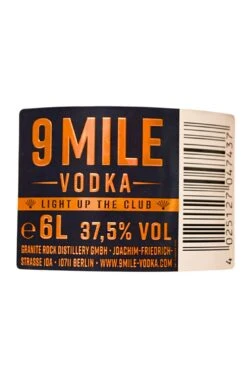 9 MILE
VODKA
LIGHT UP THE CLUB
℮ 6L 37,5% VOL
GRANITE ROCK DISTILLERY GMBH · JOACHIM-FRIEDRICH-
STRASSE 10A · 10711 BERLIN · WWW.9MILE-VODKA.COM
4 025127 047437